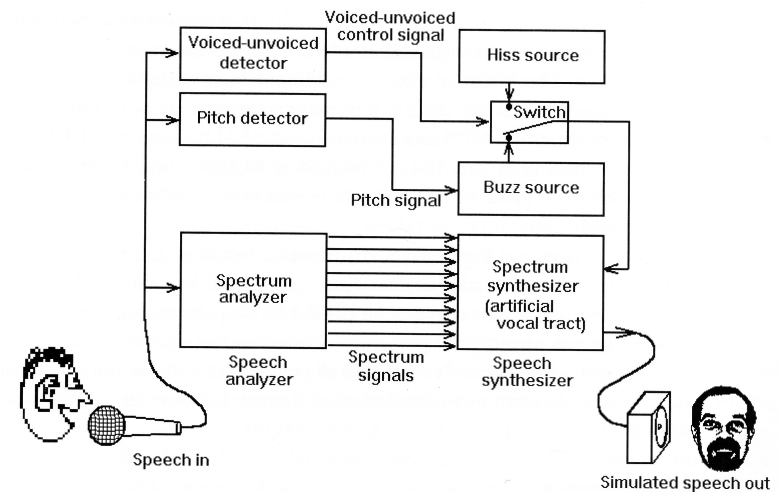 Voiced-unvoiced
control signal
Voiced-unvoiced
detector
Hiss source
Switch
Pitch detector
Pitch signal
Buzz source
Spectrum
analyzer
Spectrum
synthesizer
(artificial
vocal tract)
Speech
analyzer
Spectrum
signals
Speech
synthesizer
Speech in
Simulated speech out